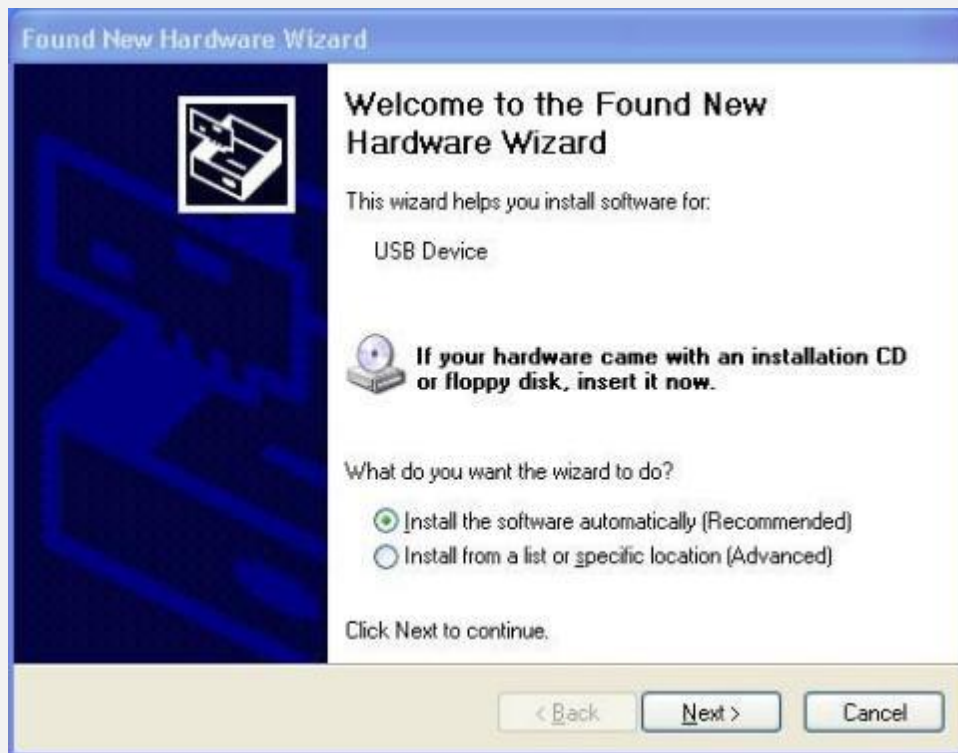 Found New Hardware Wizard
Welcome to the Found New
Hardware Wizard
This wizard helps you install software for:
USB Device
If your hardware came with an installation CD
or floppy disk, insert it now.
What do you want the wizard to do?
Install the software automatically (Recommended)
Install from a list or specific location (Advanced)
Click Next to continue.
< Back
Next >
Cancel